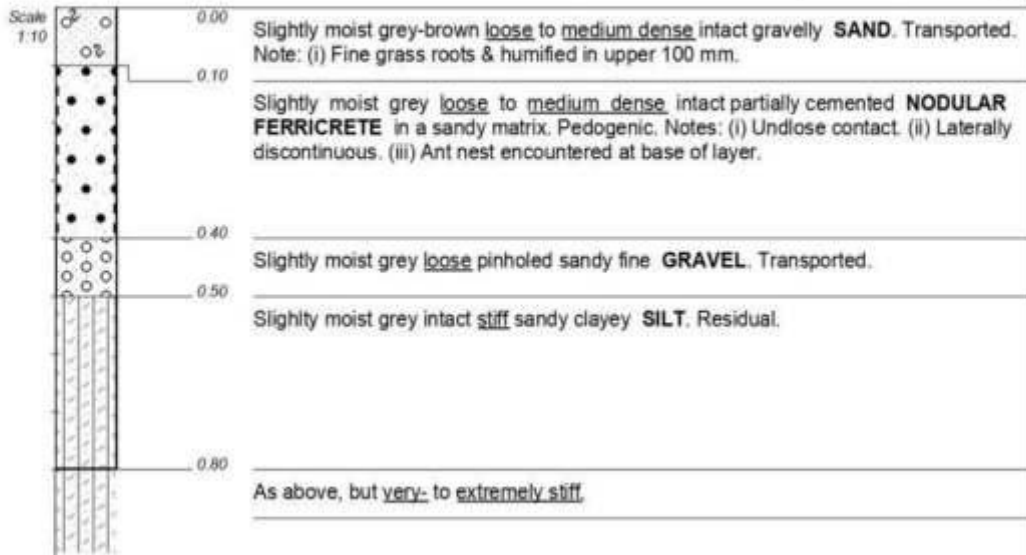 Scale
1:10
0.00
Slightly moist grey-brown loose to medium dense intact gravelly SAND. Transported.
Note: (i) Fine grass roots & humified in upper 100 mm.
0.10
Slightly moist grey loose to medium dense intact partially cemented NODULAR
FERRICRETE in a sandy matrix. Pedogenic. Notes: (i) Undlose contact. (ii) Laterally
discontinuous. (iii) Ant nest encountered at base of layer.
0.40
Slightly moist grey loose pinholed sandy fine GRAVEL. Transported.
0.50
Slighlty moist grey intact stiff sandy clayey SILT. Residual.
0.80
As above, but very- to extremely stiff.